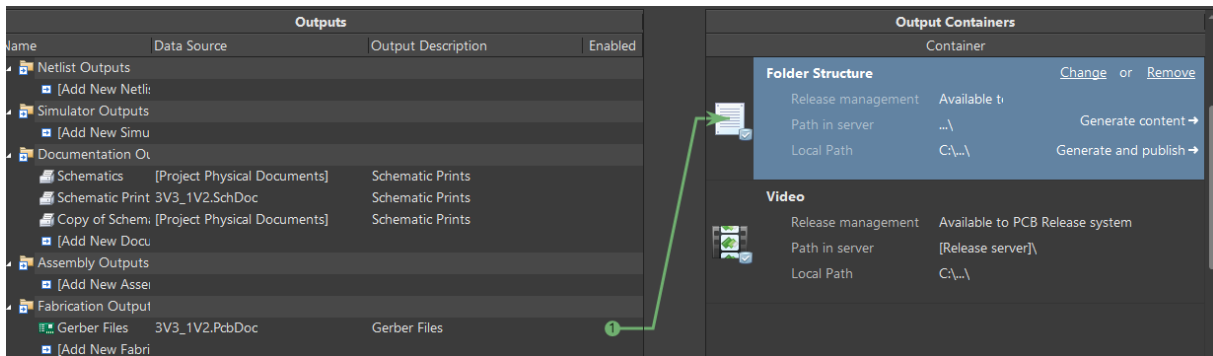 Outputs
Name Data Source Output Description Enabled
Netlist Outputs
[Add New Netli
Simulator Outputs
[Add New Simu
Documentation Ou
Schematics [Project Physical Documents] Schematic Prints
Schematic Print 3V3_1V2.SchDoc Schematic Prints
Copy of Schem [Project Physical Documents] Schematic Prints
[Add New Docu
Assembly Outputs
[Add New Asse
Fabrication Output
Gerber Files 3V3_1V2.PcbDoc Gerber Files 1
[Add New Fabri
Output Containers
Container
Folder Structure Change or Remove
Release management Available t
Path in server ...\ Generate content➔
Local Path C:\...\ Generate and publish➔
Video
Release management Available to PCB Release system
Path in server [Release server]\
Local Path C:\...\